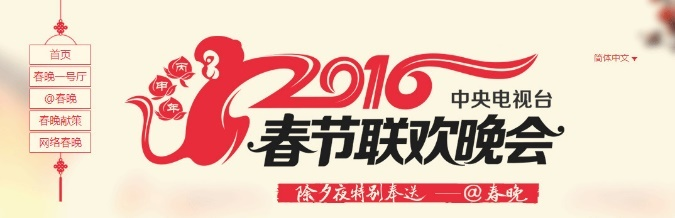 首页
春晚一号厅
@春晚
春晚献策
网络春晚
丙
申
年
2016
中央电视台
春节联欢晚会
除夕夜特别奉送 —@春晚
简体中文